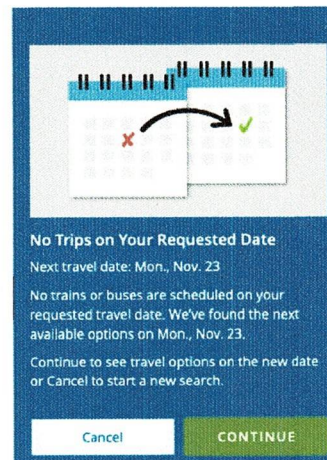 No Trips on Your Requested Date
Next travel date: Mon., Nov. 23
No trains or buses are scheduled on your
requested travel date. We've found the next
available options on Mon., Nov. 23.
Continue to see travel options on the new date
or Cancel to start a new search.
Cancel
CONTINUE